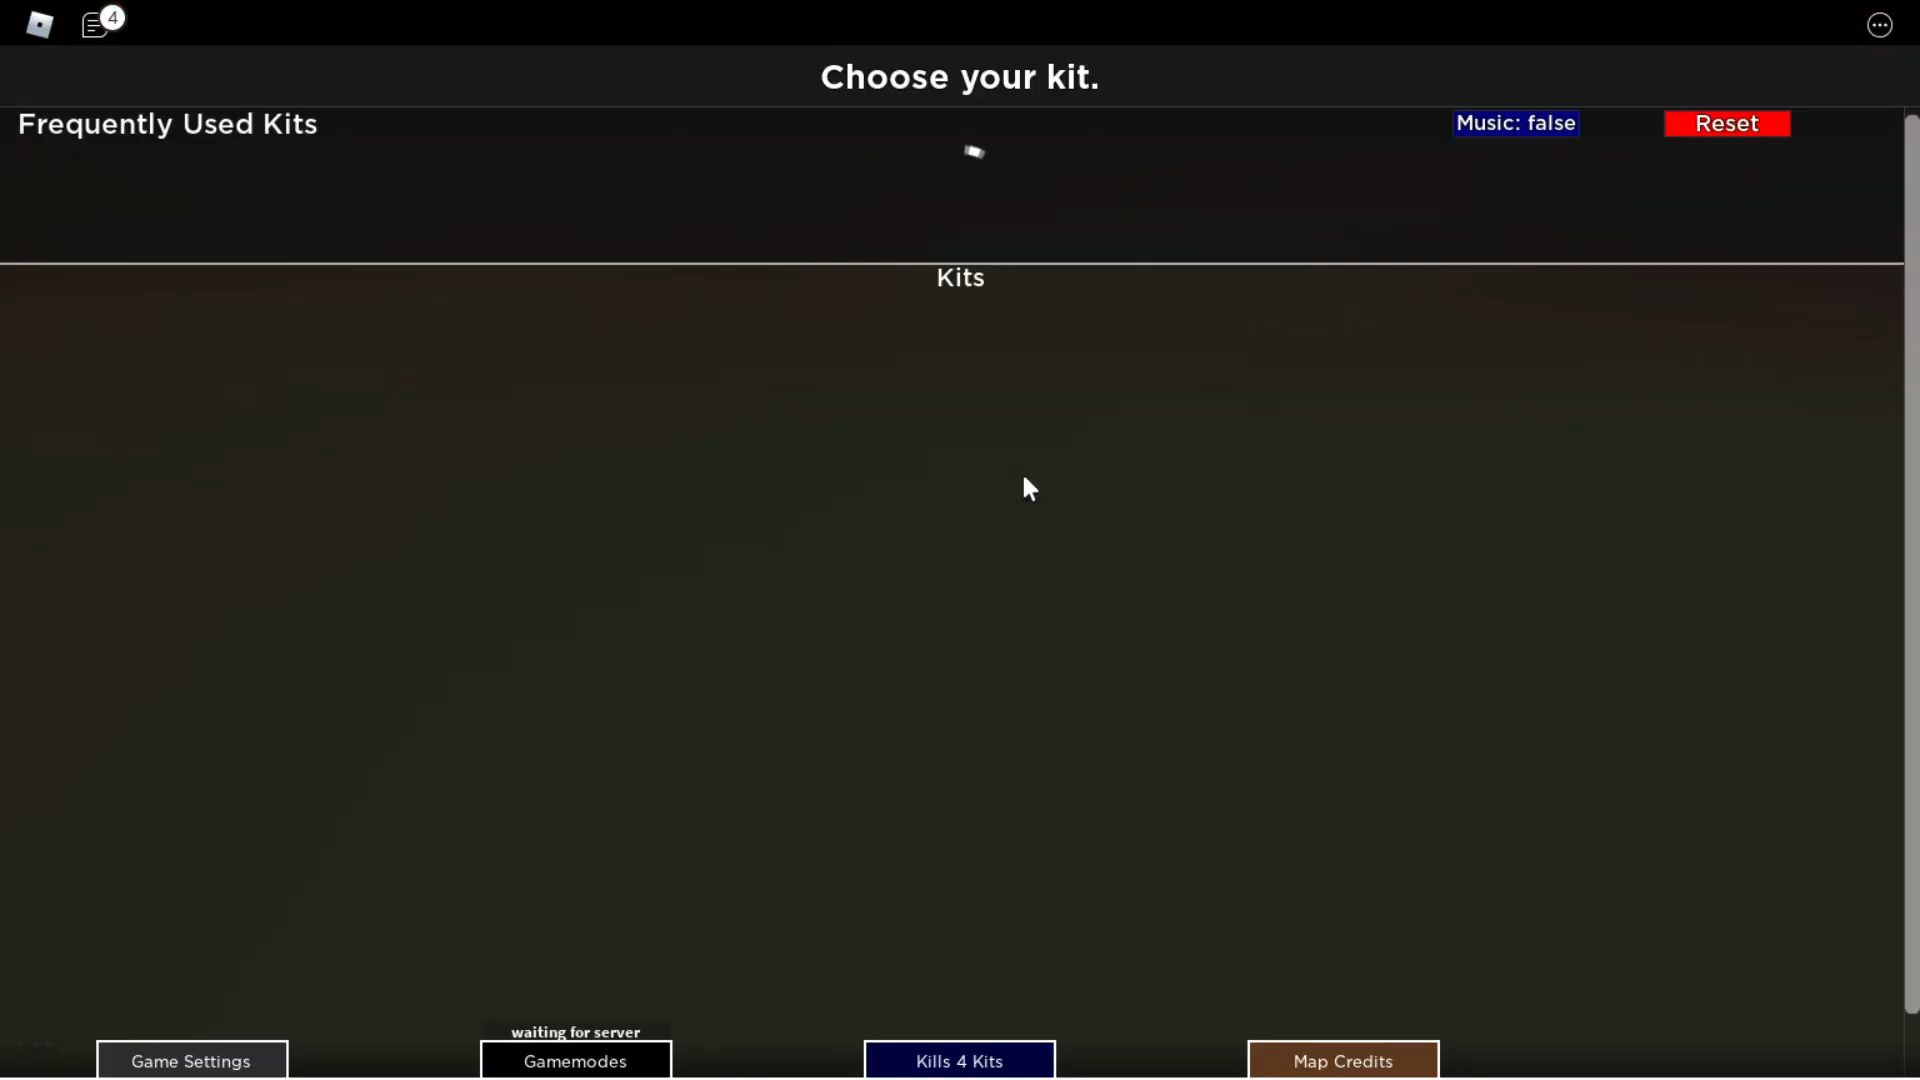 4
Choose your kit.
Frequently Used Kits
Music: false
Reset
Kits
waiting for server
Game Settings
Gamemodes
Kills 4 Kits
Map Credits